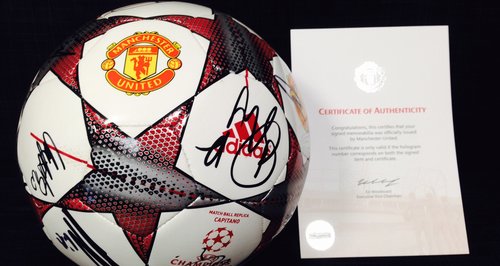 MANCHESTER
UNITED
adidas
MATCH BALL REPLICA
CAPITANO
CHAMPIONS
CERTIFICATE OF AUTHENTICITY
Congratulations, this certifies that your
signed memorabilia was officially issued
by Manchester United.
This certificate is only valid if the hologram
number corresponds on both the signed
item and certificate.
Ed Woodward
Executive Vice Chairman